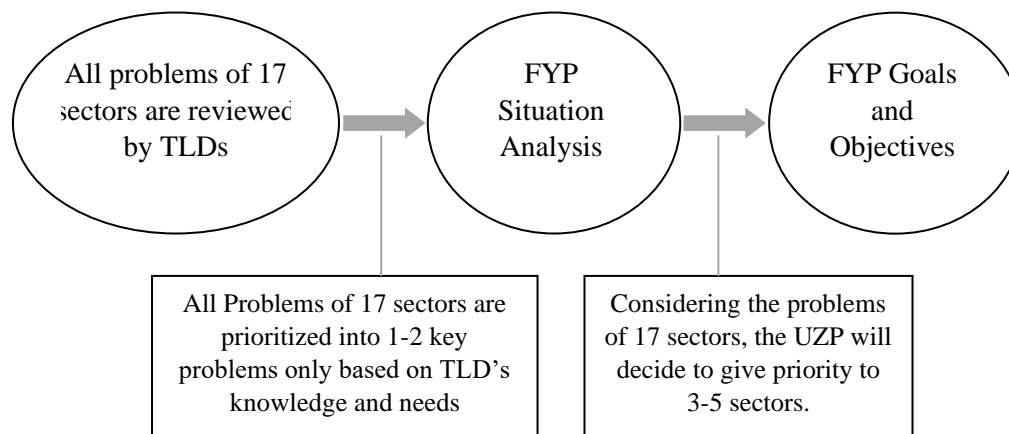 All problems of 17
sectors are reviewed
by TLDs
FYP
Situation
Analysis
FYP Goals
and
Objectives
All Problems of 17 sectors are
prioritized into 1-2 key
problems only based on TLD's
knowledge and needs
Considering the problems
of 17 sectors, the UZP will
decide to give priority to
3-5 sectors.